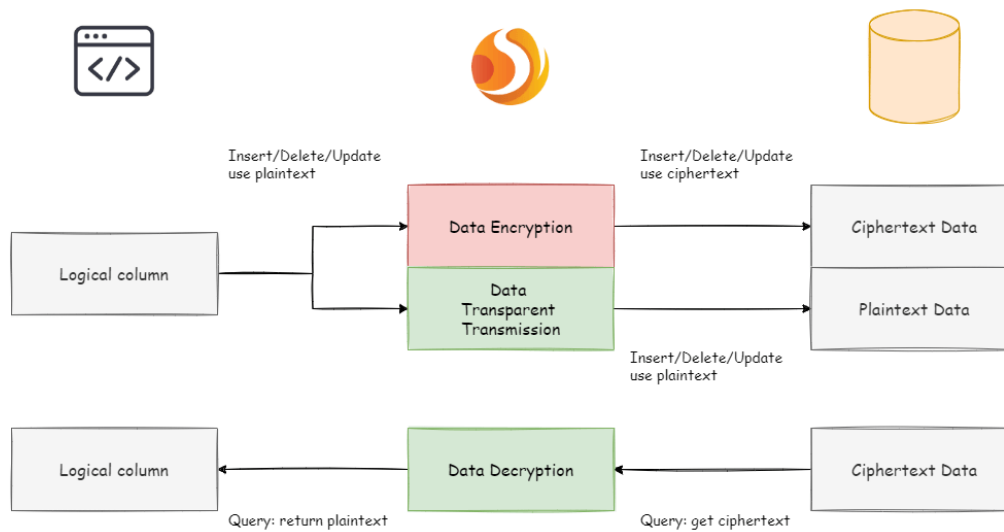 </>
Insert/Delete/Update
use plaintext
Insert/Delete/Update
use ciphertext
Data Encryption
Ciphertext Data
Logical column
Data
Transparent
Transmission
Plaintext Data
Insert/Delete/Update
use plaintext
Logical column
Data Decryption
Ciphertext Data
Query: return plaintext
Query: get ciphertext